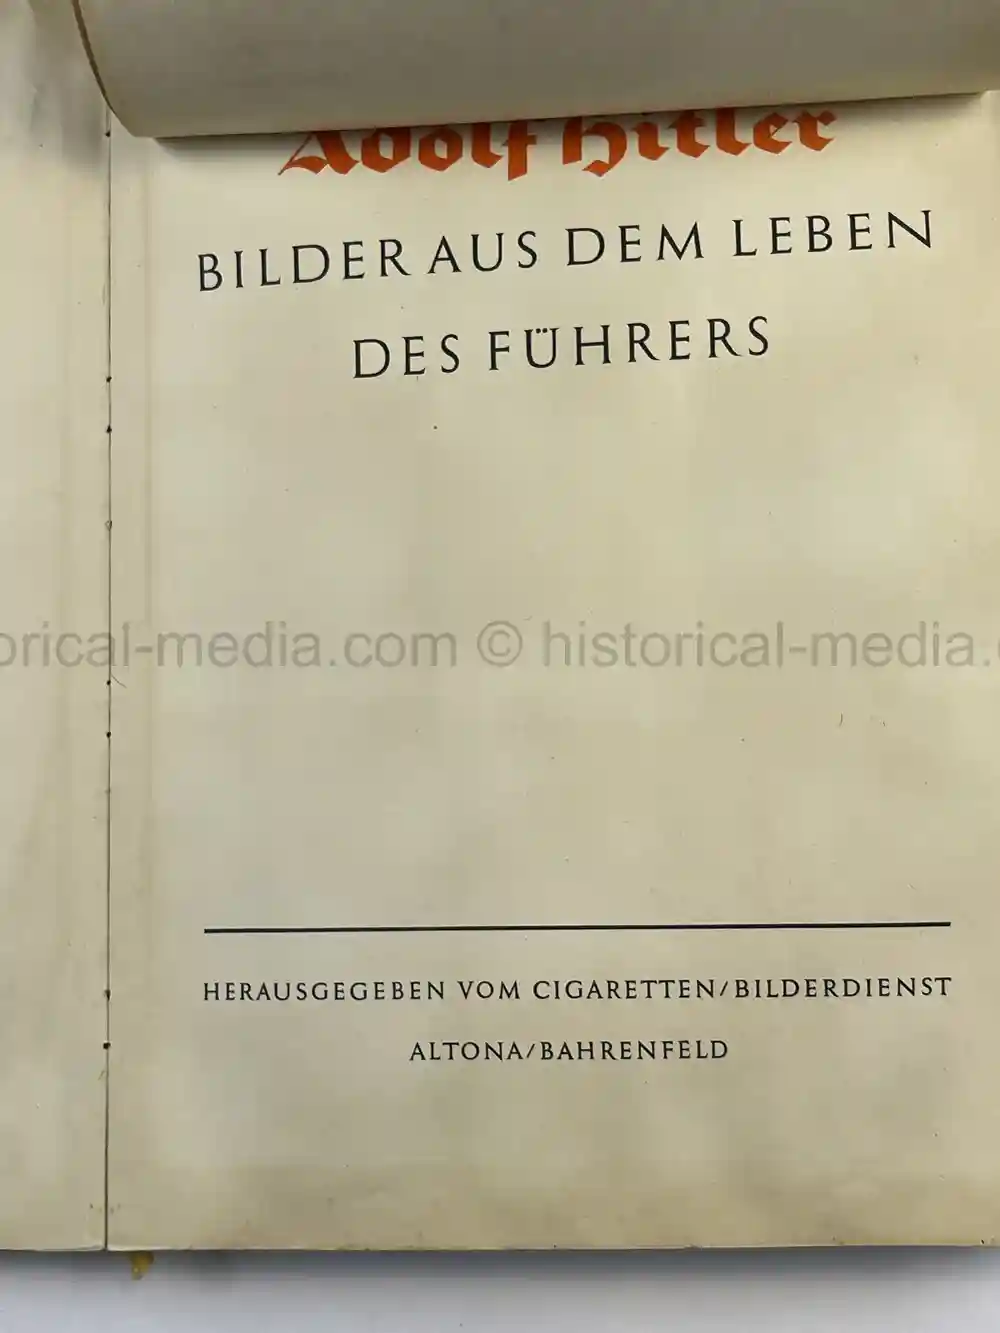 Adolf Hitler
BILDER AUS DEM LEBEN
DES FÜHRERS
orical-media.com © historical-media.
HERAUSGEGEBEN VOM CIGARETTEN/BILDERDIENST
ALTONA/BAHRENFELD